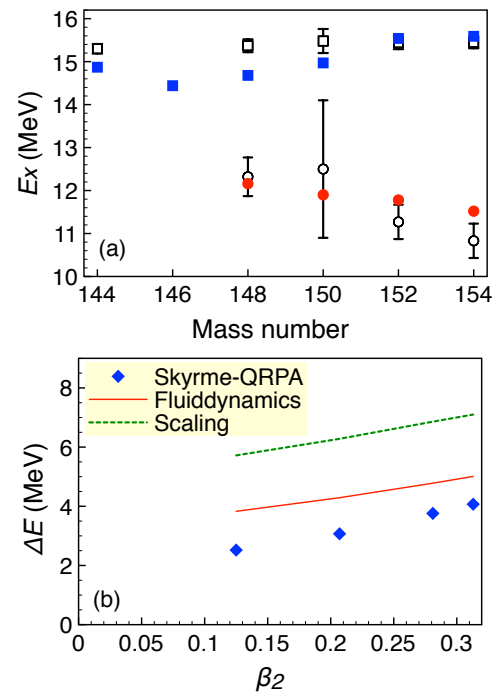 16
15
14
13
12
11
10
Ex (MeV)
(a)
144 146 148 150 152 154
Mass number
8
6
4
2
0
ΔE (MeV)
Skyrme-QRPA
Fluiddynamics
Scaling
(b)
0 0.05 0.1 0.15 0.2 0.25 0.3
β2